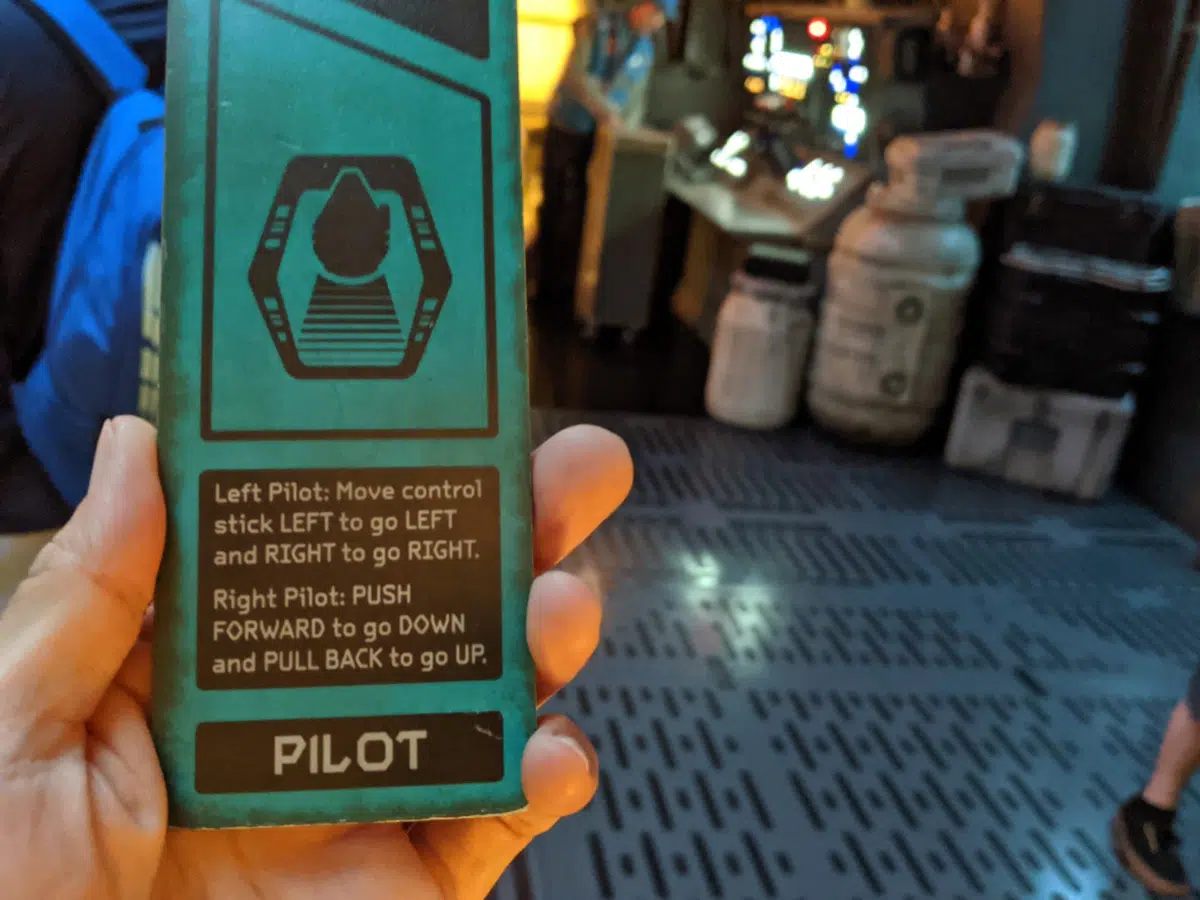 Left Pilot: Move control
stick LEFT to go LEFT
and RIGHT to go RIGHT.
Right Pilot: PUSH
FORWARD to go DOWN
and PULL BACK to go UP.
PILOT